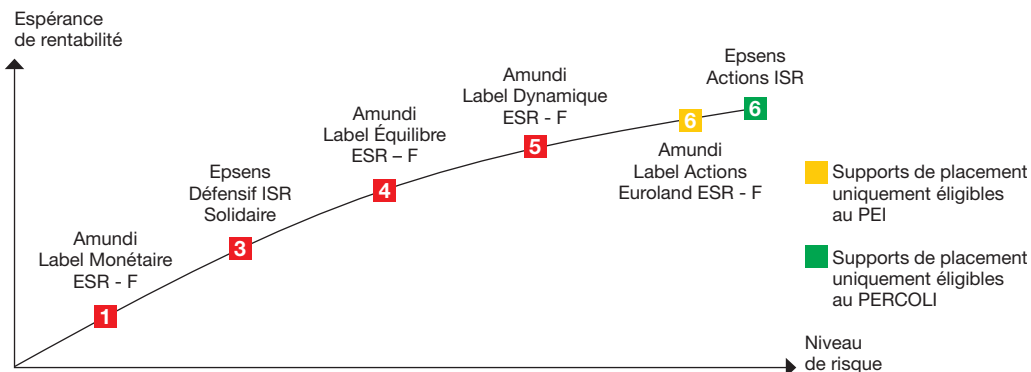 Espérance
de rentabilité
Amundi
Label Monétaire
ESR - F
1
Epsens
Défensif ISR
Solidaire
3
Amundi
Label Équilibre
ESR – F
4
Amundi
Label Dynamique
ESR - F
5
6
Amundi
Label Actions
Euroland ESR - F
Epsens
Actions ISR
6
Supports de placement
uniquement éligibles
au PEI
Supports de placement
uniquement éligibles
au PERCOLI
Niveau
de risque